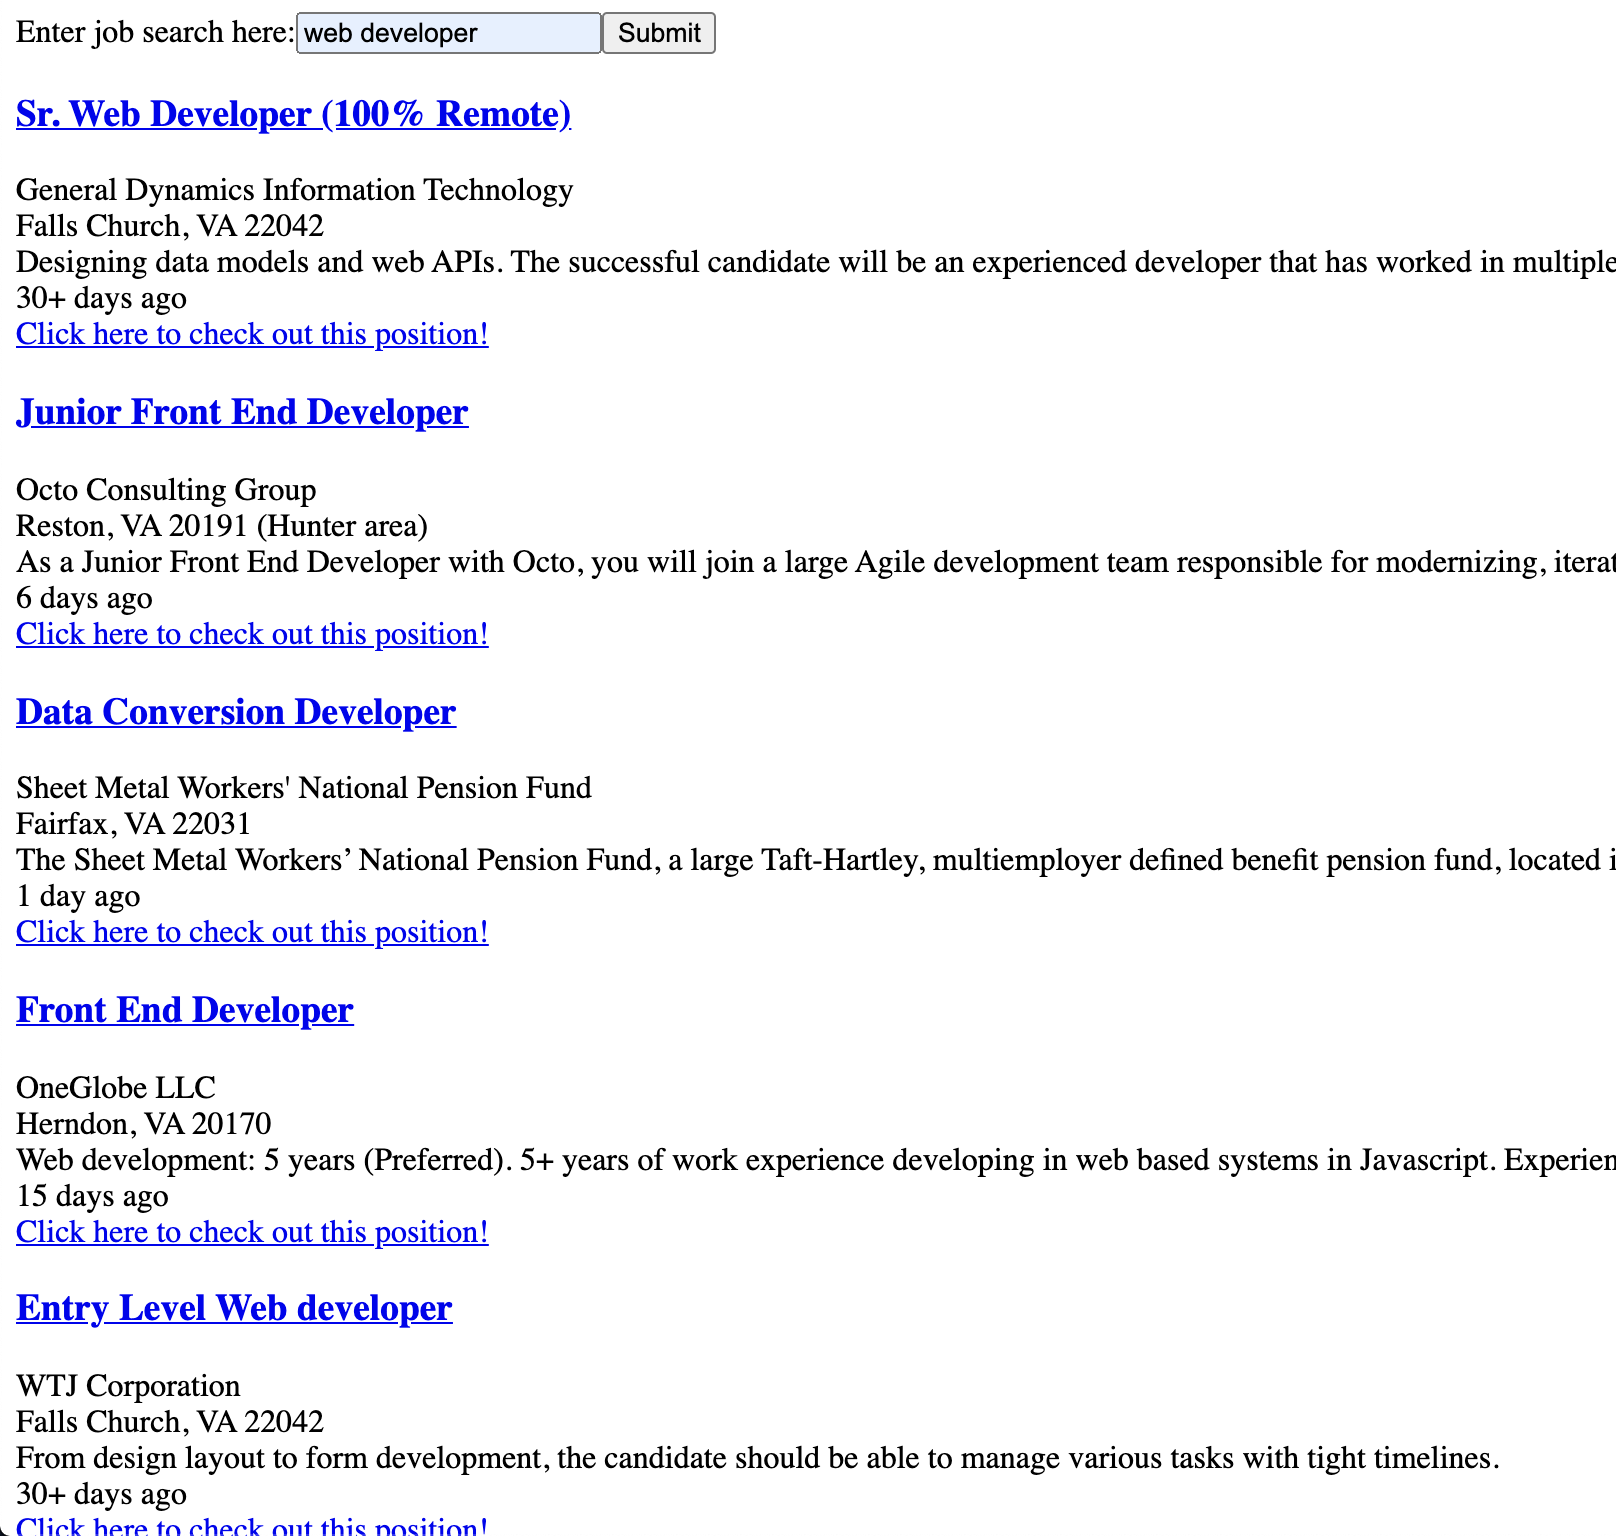 Enter job search here: web developer Submit
Sr. Web Developer (100% Remote)
General Dynamics Information Technology
Falls Church, VA 22042
Designing data models and web APIs. The successful candidate will be an experienced developer that has worked in multiple
30+ days ago
Click here to check out this position!
Junior Front End Developer
Octo Consulting Group
Reston, VA 20191 (Hunter area)
As a Junior Front End Developer with Octo, you will join a large Agile development team responsible for modernizing,
6 days ago
Click here to check out this position!
Data Conversion Developer
Sheet Metal Workers' National Pension Fund
Fairfax, VA 22031
The Sheet Metal Workers’ National Pension Fund, a large Taft-Hartley, multiemployer defined benefit pension fund, located
1 day ago
Click here to check out this position!
Front End Developer
OneGlobe LLC
Herndon, VA 20170
Web development: 5 years (Preferred). 5+ years of work experience developing in web based systems in Javascript.
15 days ago
Click here to check out this position!
Entry Level Web developer
WTJ Corporation
Falls Church, VA 22042
From design layout to form development, the candidate should be able to manage various tasks with tight timelines.
30+ days ago
Click here to check out this position!